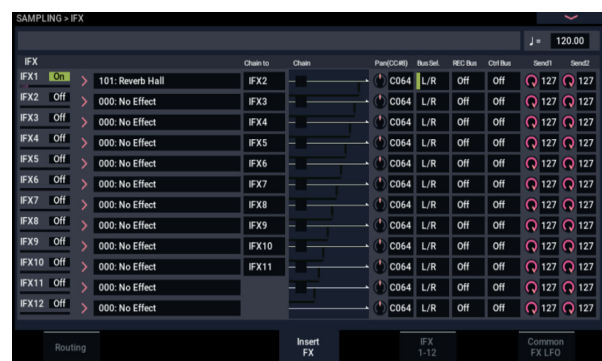 SAMPLING > IFX
♩ = 120.00
IFX Chain to Chain Pan(CC#8) Bus Sel. REC Bus Ctrl Bus Send1 Send2
IFX1 On 101: Reverb Hall IFX2 C064 L/R Off Off 127 127
IFX2 Off 000: No Effect IFX3 C064 L/R Off Off 127 127
IFX3 Off 000: No Effect IFX4 C064 L/R Off Off 127 127
IFX4 Off 000: No Effect IFX5 C064 L/R Off Off 127 127
IFX5 Off 000: No Effect IFX6 C064 L/R Off Off 127 127
IFX6 Off 000: No Effect IFX7 C064 L/R Off Off 127 127
IFX7 Off 000: No Effect IFX8 C064 L/R Off Off 127 127
IFX8 Off 000: No Effect IFX9 C064 L/R Off Off 127 127
IFX9 Off 000: No Effect IFX10 C064 L/R Off Off 127 127
IFX10 Off 000: No Effect IFX11 C064 L/R Off Off 127 127
IFX11 Off 000: No Effect C064 L/R Off Off 127 127
IFX12 Off 000: No Effect C064 L/R Off Off 127 127
Routing Insert FX IFX 1-12 Common FX LFO